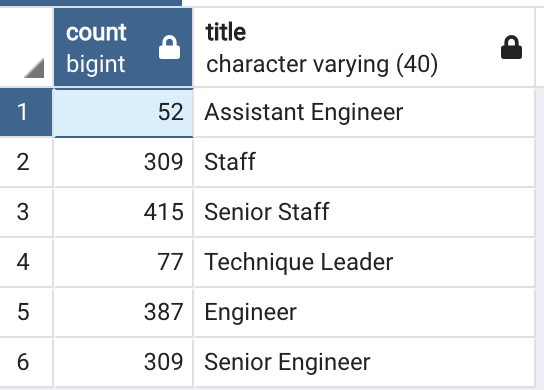 count title
bigint character varying (40)
1 52 Assistant Engineer
2 309 Staff
3 415 Senior Staff
4 77 Technique Leader
5 387 Engineer
6 309 Senior Engineer